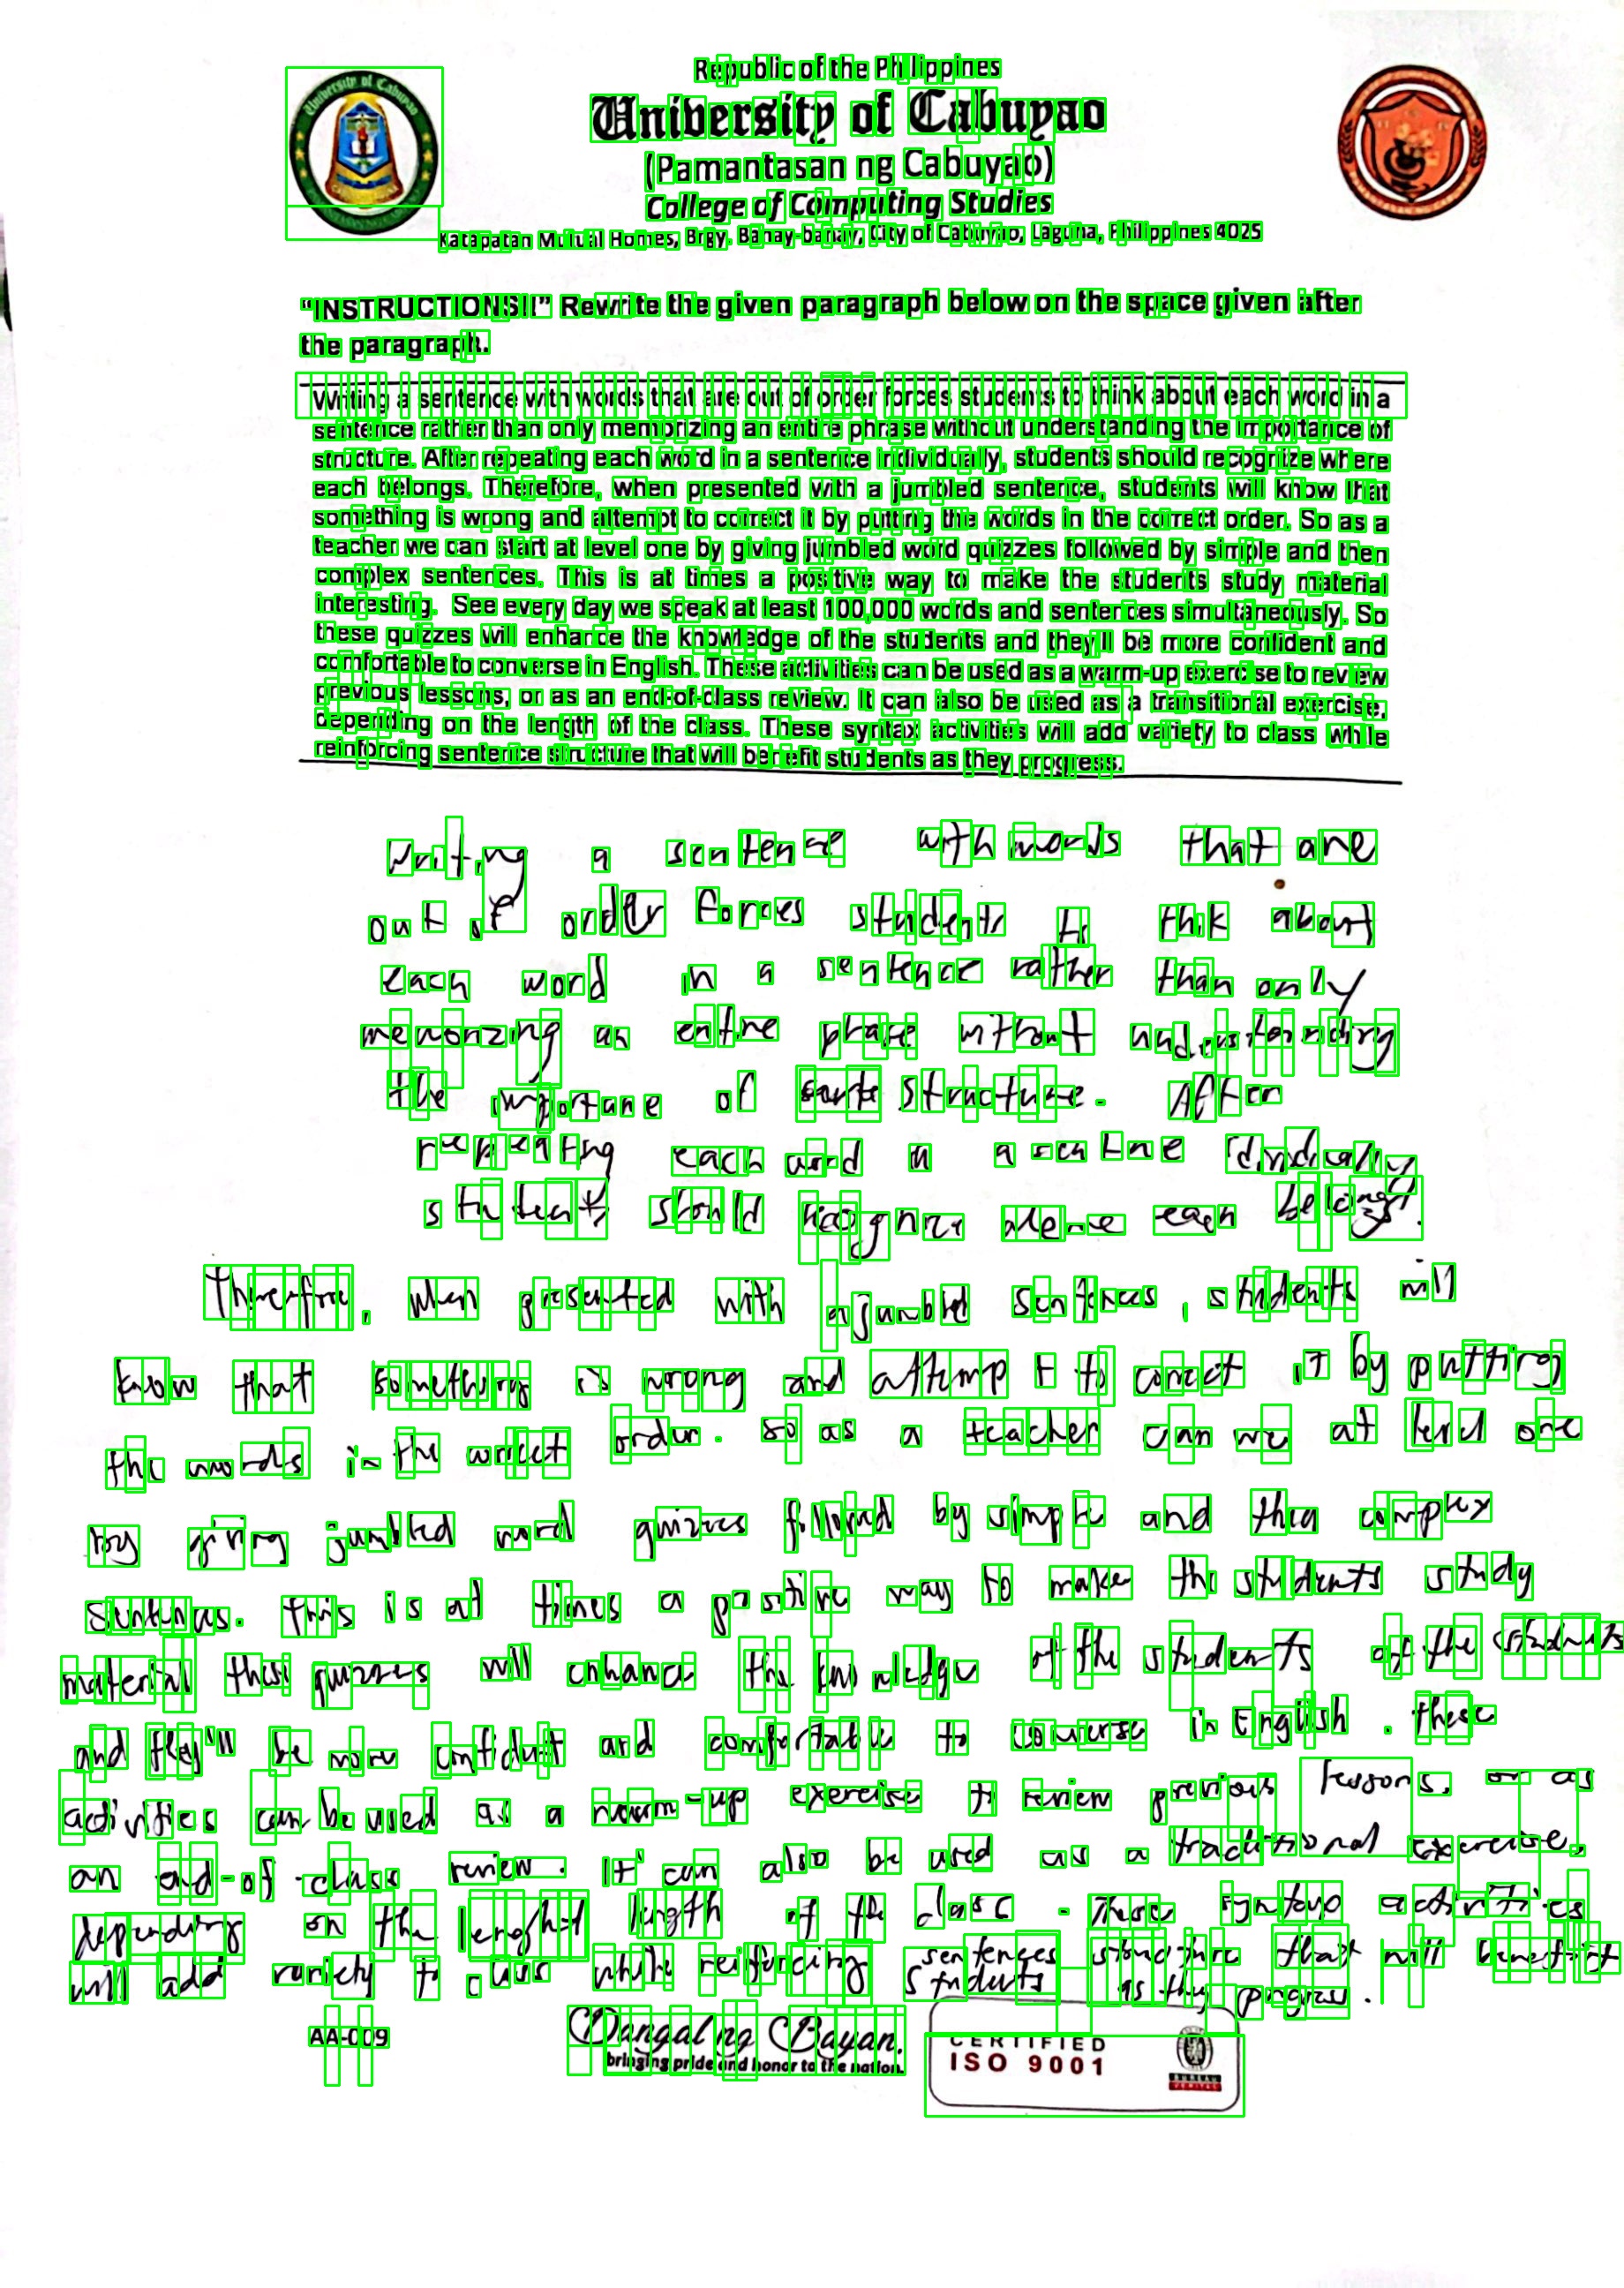 Republic of the Philippines
University of Cabuyao
(Pamantasan ng Cabuyao)
College of Computing Studies
Katapatan Mutual Homes, Brgy. Banay-banay, City of Cabuyao, Laguna, Philippines 4025
“INSTRUCTIONS!!” Rewrite the given paragraph below on the space given after
the paragraph.
Writing a sentence with words that are out of order forces students to think about each word in a
sentence rather than only memorizing an entire phrase without understanding the importance of
structure. After repeating each word in a sentence individually, students should recognize where
each belongs. Therefore, when presented with a jumbled sentence, students will know that
something is wrong and attempt to correct it by putting the words in the correct order. So as a
teacher we can start at level one by giving jumbled word quizzes followed by simple and then
complex sentences. This is at times a positive way to make the students study material
interesting. See every day we speak at least 100,000 words and sentences simultaneously. So
these quizzes will enhance the knowledge of the students and they'll be more confident and
comfortable to converse in English. These activities can be used as a warm-up exercise to review
previous lessons, or as an end-of-class review. It can also be used as a transitional exercise,
depending on the length of the class. These syntax activities will add variety to class while
reinforcing sentence structure that will benefit students as they progress.
Writing a sentence with words that are
out of order forces students to thik about
each word in a sentence rather than only
memorizing an entire phrase without understanding
the importane of structure. After
repeating each word in a sentne idividually
students should recognize where each belongs.
Therefore, when presented with a jumbled sentences, students will
know that something is wrong and attempt to correct it by putting
the words in the correct order. so as a teacher can we at level one
by giving jumbled word quizzes followed by simple and then complex
sentences. this is at times a positive way to make the students study
material these quizzes will enhance the knowledge of the students of the students
and they'll be more confident and comfortable to converse in English. these
activities can be used as a warm-up exercise to review previous lessons. or as
an end-of-class review. It can also be used as a traditional exercise,
depending on the length of the class. These syntax activities
will add variety to class while reinforcing sentences structure that will benefit
students as they progress.
AA-009
Dangal ng Bayan.
bringing pride and honor to the nation.
CERTIFIED
ISO 9001
BUREAU
VERITAS